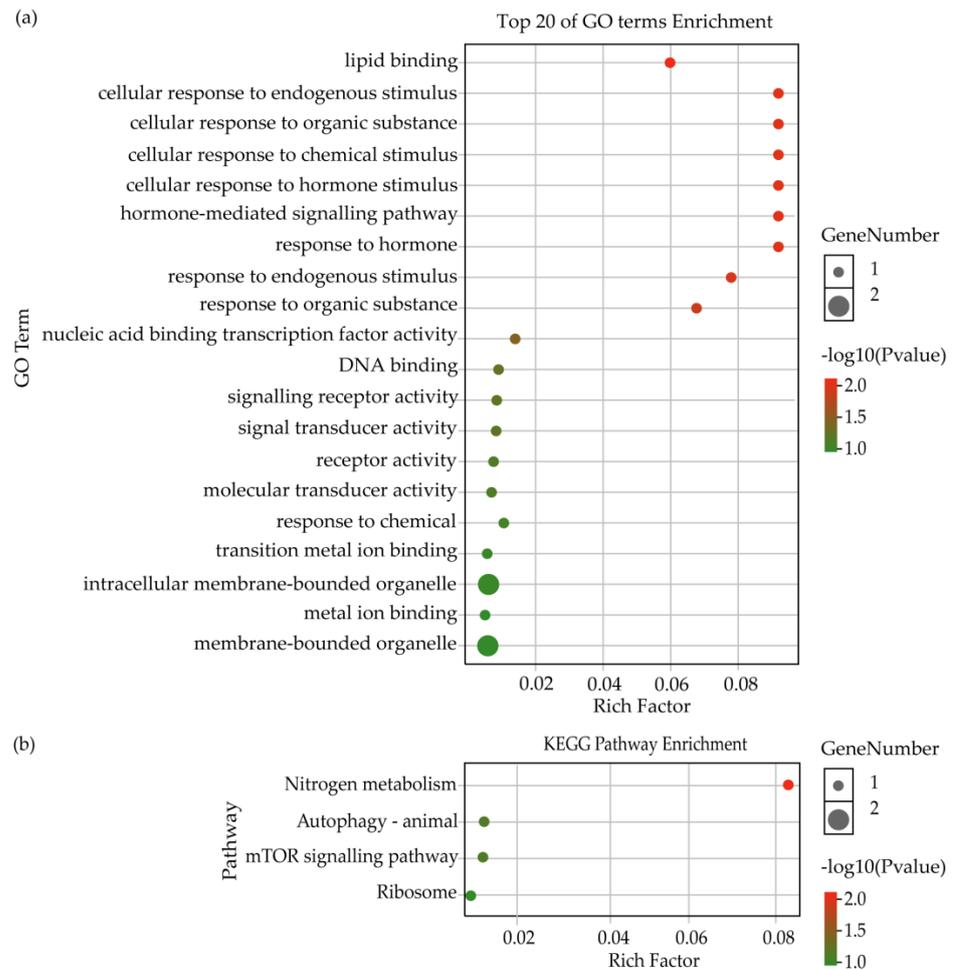 (a)
Top 20 of GO terms Enrichment
GO Term
lipid binding
cellular response to endogenous stimulus
cellular response to organic substance
cellular response to chemical stimulus
cellular response to hormone stimulus
hormone-mediated signalling pathway
response to hormone
response to endogenous stimulus
response to organic substance
nucleic acid binding transcription factor activity
DNA binding
signalling receptor activity
signal transducer activity
receptor activity
molecular transducer activity
response to chemical
transition metal ion binding
intracellular membrane-bounded organelle
metal ion binding
membrane-bounded organelle
0.02 0.04 0.06 0.08
Rich Factor
GeneNumber
1
2
-log10(Pvalue)
2.0
1.5
1.0
(b)
KEGG Pathway Enrichment
Pathway
Nitrogen metabolism
Autophagy - animal
mTOR signalling pathway
Ribosome
0.02 0.04 0.06 0.08
Rich Factor
GeneNumber
1
2
-log10(Pvalue)
2.0
1.5
1.0